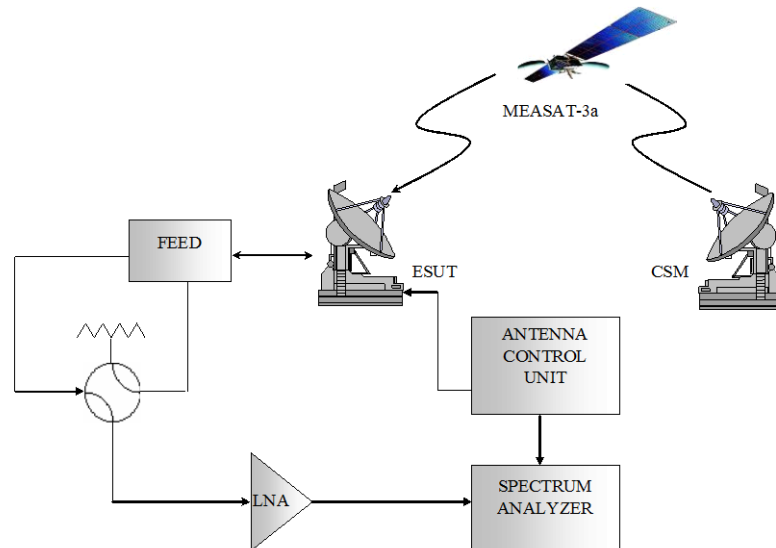 MEASAT-3a
FEED
ESUT
CSM
ANTENNA
CONTROL
UNIT
LNA
SPECTRUM
ANALYZER